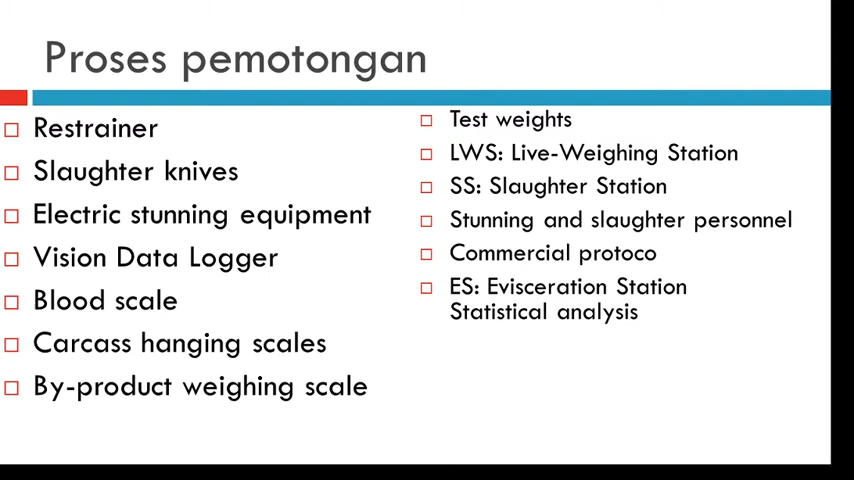 Proses pemotongan
Restrainer
Slaughter knives
Electric stunning equipment
Vision Data Logger
Blood scale
Carcass hanging scales
By-product weighing scale
Test weights
LWS: Live-Weighing Station
SS: Slaughter Station
Stunning and slaughter personnel
Commercial protoco
ES: Evisceration Station
Statistical analysis